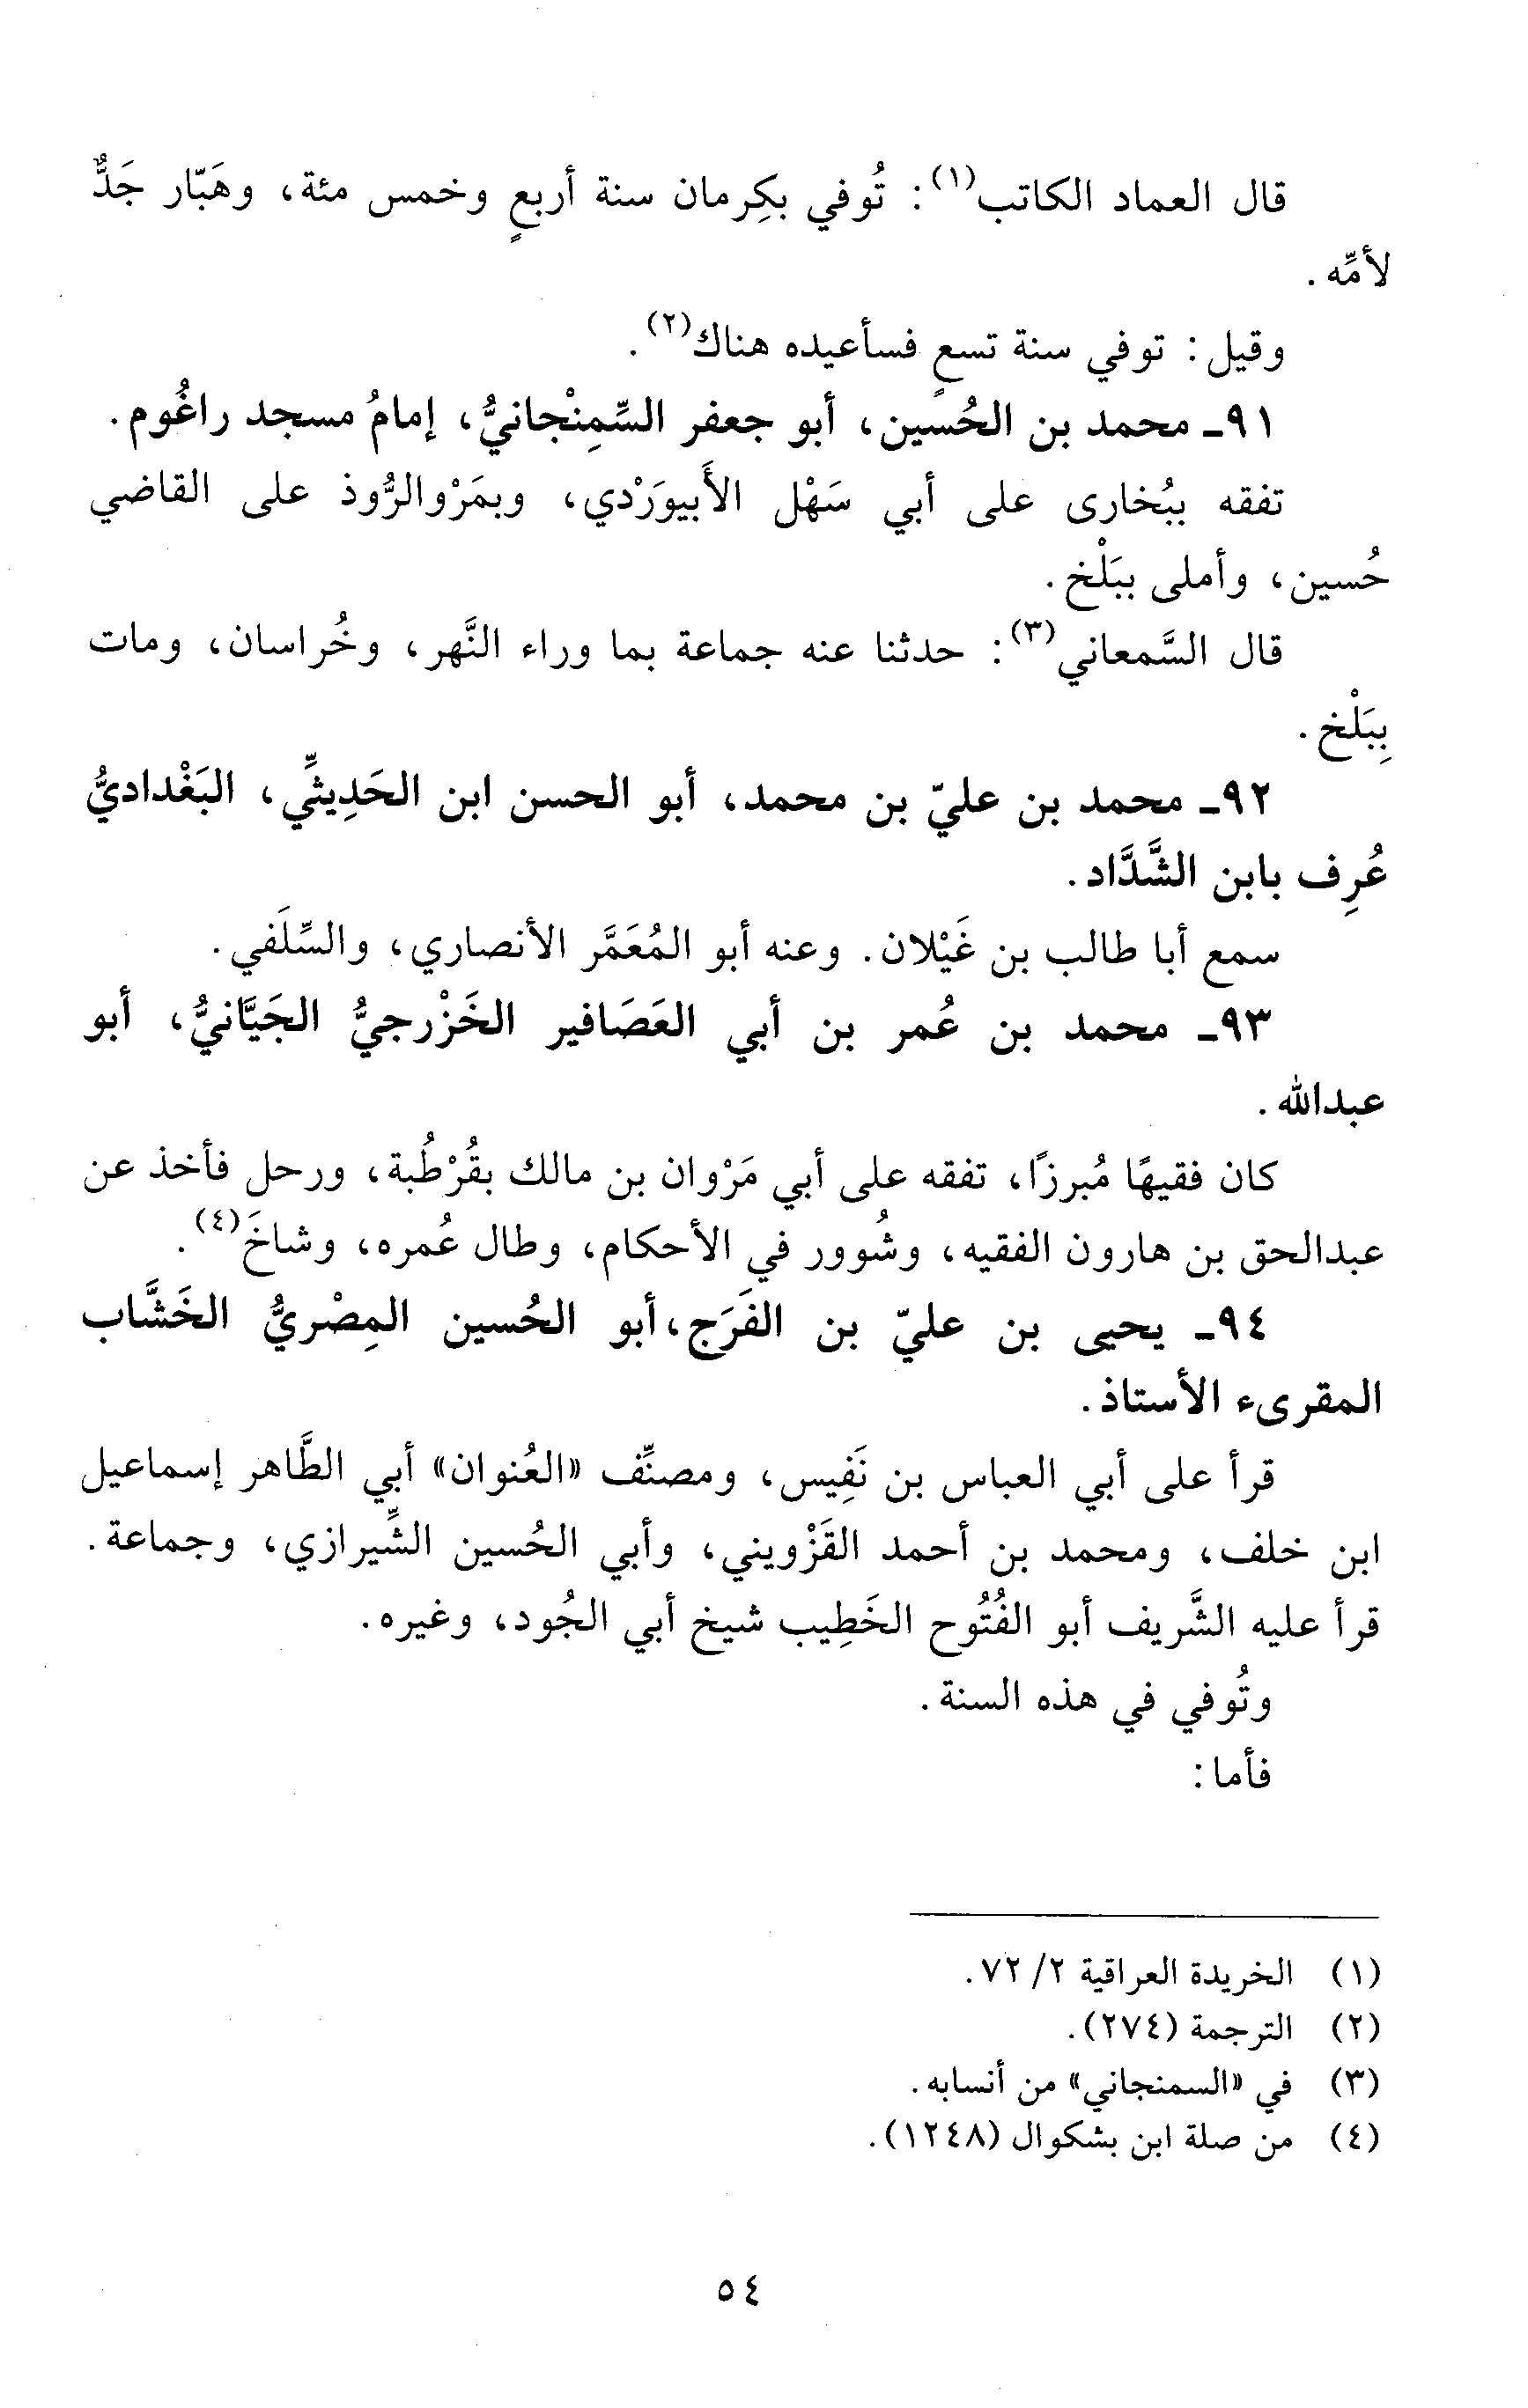 قال العماد الكاتب(١): تُوفي بكِرمان سنة أربعٍ وخمس مئة، وهَبّار جَدٌّ
لأمِّه.
وقيل: توفي سنة تسعٍ فسأعيده هناك(٢).
٩١ـ محمد بن الحُسين، أبو جعفر السِّمِنْجانيُّ، إمامُ مسجد راغُوم.
تفقه ببُخارى على أبي سَهْل الأَبيوَرْدي، وبمَرْوالرُّوذ على القاضي
حُسين، وأملى ببَلْخ.
قال السَّمعاني(٣): حدثنا عنه جماعة بما وراء النَّهر، وخُراسان، ومات
بِبَلْخ.
٩٢ـ محمد بن عليّ بن محمد، أبو الحسن ابن الحَدِيثيِّ، البَغْداديُّ
عُرِف بابن الشَّدَّاد.
سمع أبا طالب بن غَيْلان. وعنه أبو المُعَمَّر الأنصاري، والسِّلَفي.
٩٣ـ محمد بن عُمر بن أبي العَصَافير الخَزْرجيُّ الجَيَّانيُّ، أبو
عبدالله.
كان فقيهًا مُبرزًا، تفقه على أبي مَرْوان بن مالك بقُرْطُبة، ورحل فأخذ عن
عبدالحق بن هارون الفقيه، وشُوور في الأحكام، وطال عُمره، وشاخَ(٤).
٩٤ـ يحيى بن عليّ بن الفَرَج، أبو الحُسين المِصْريُّ الخَشَّاب
المقرىء الأستاذ.
قرأ على أبي العباس بن نَفِيس، ومصنِّف «العُنوان» أبي الطَّاهر إسماعيل
ابن خلف، ومحمد بن أحمد القَزْويني، وأبي الحُسين الشِّيرازي، وجماعة.
قرأ عليه الشَّريف أبو الفُتُوح الخَطِيب شيخ أبي الجُود، وغيره.
وتُوفي في هذه السنة.
فأما:
(١) الخريدة العراقية ٢/ ٧٢.
(٢) الترجمة (٢٧٤).
(٣) في «السمنجاني» من أنسابه.
(٤) من صلة ابن بشكوال (١٢٤٨).
٥٤